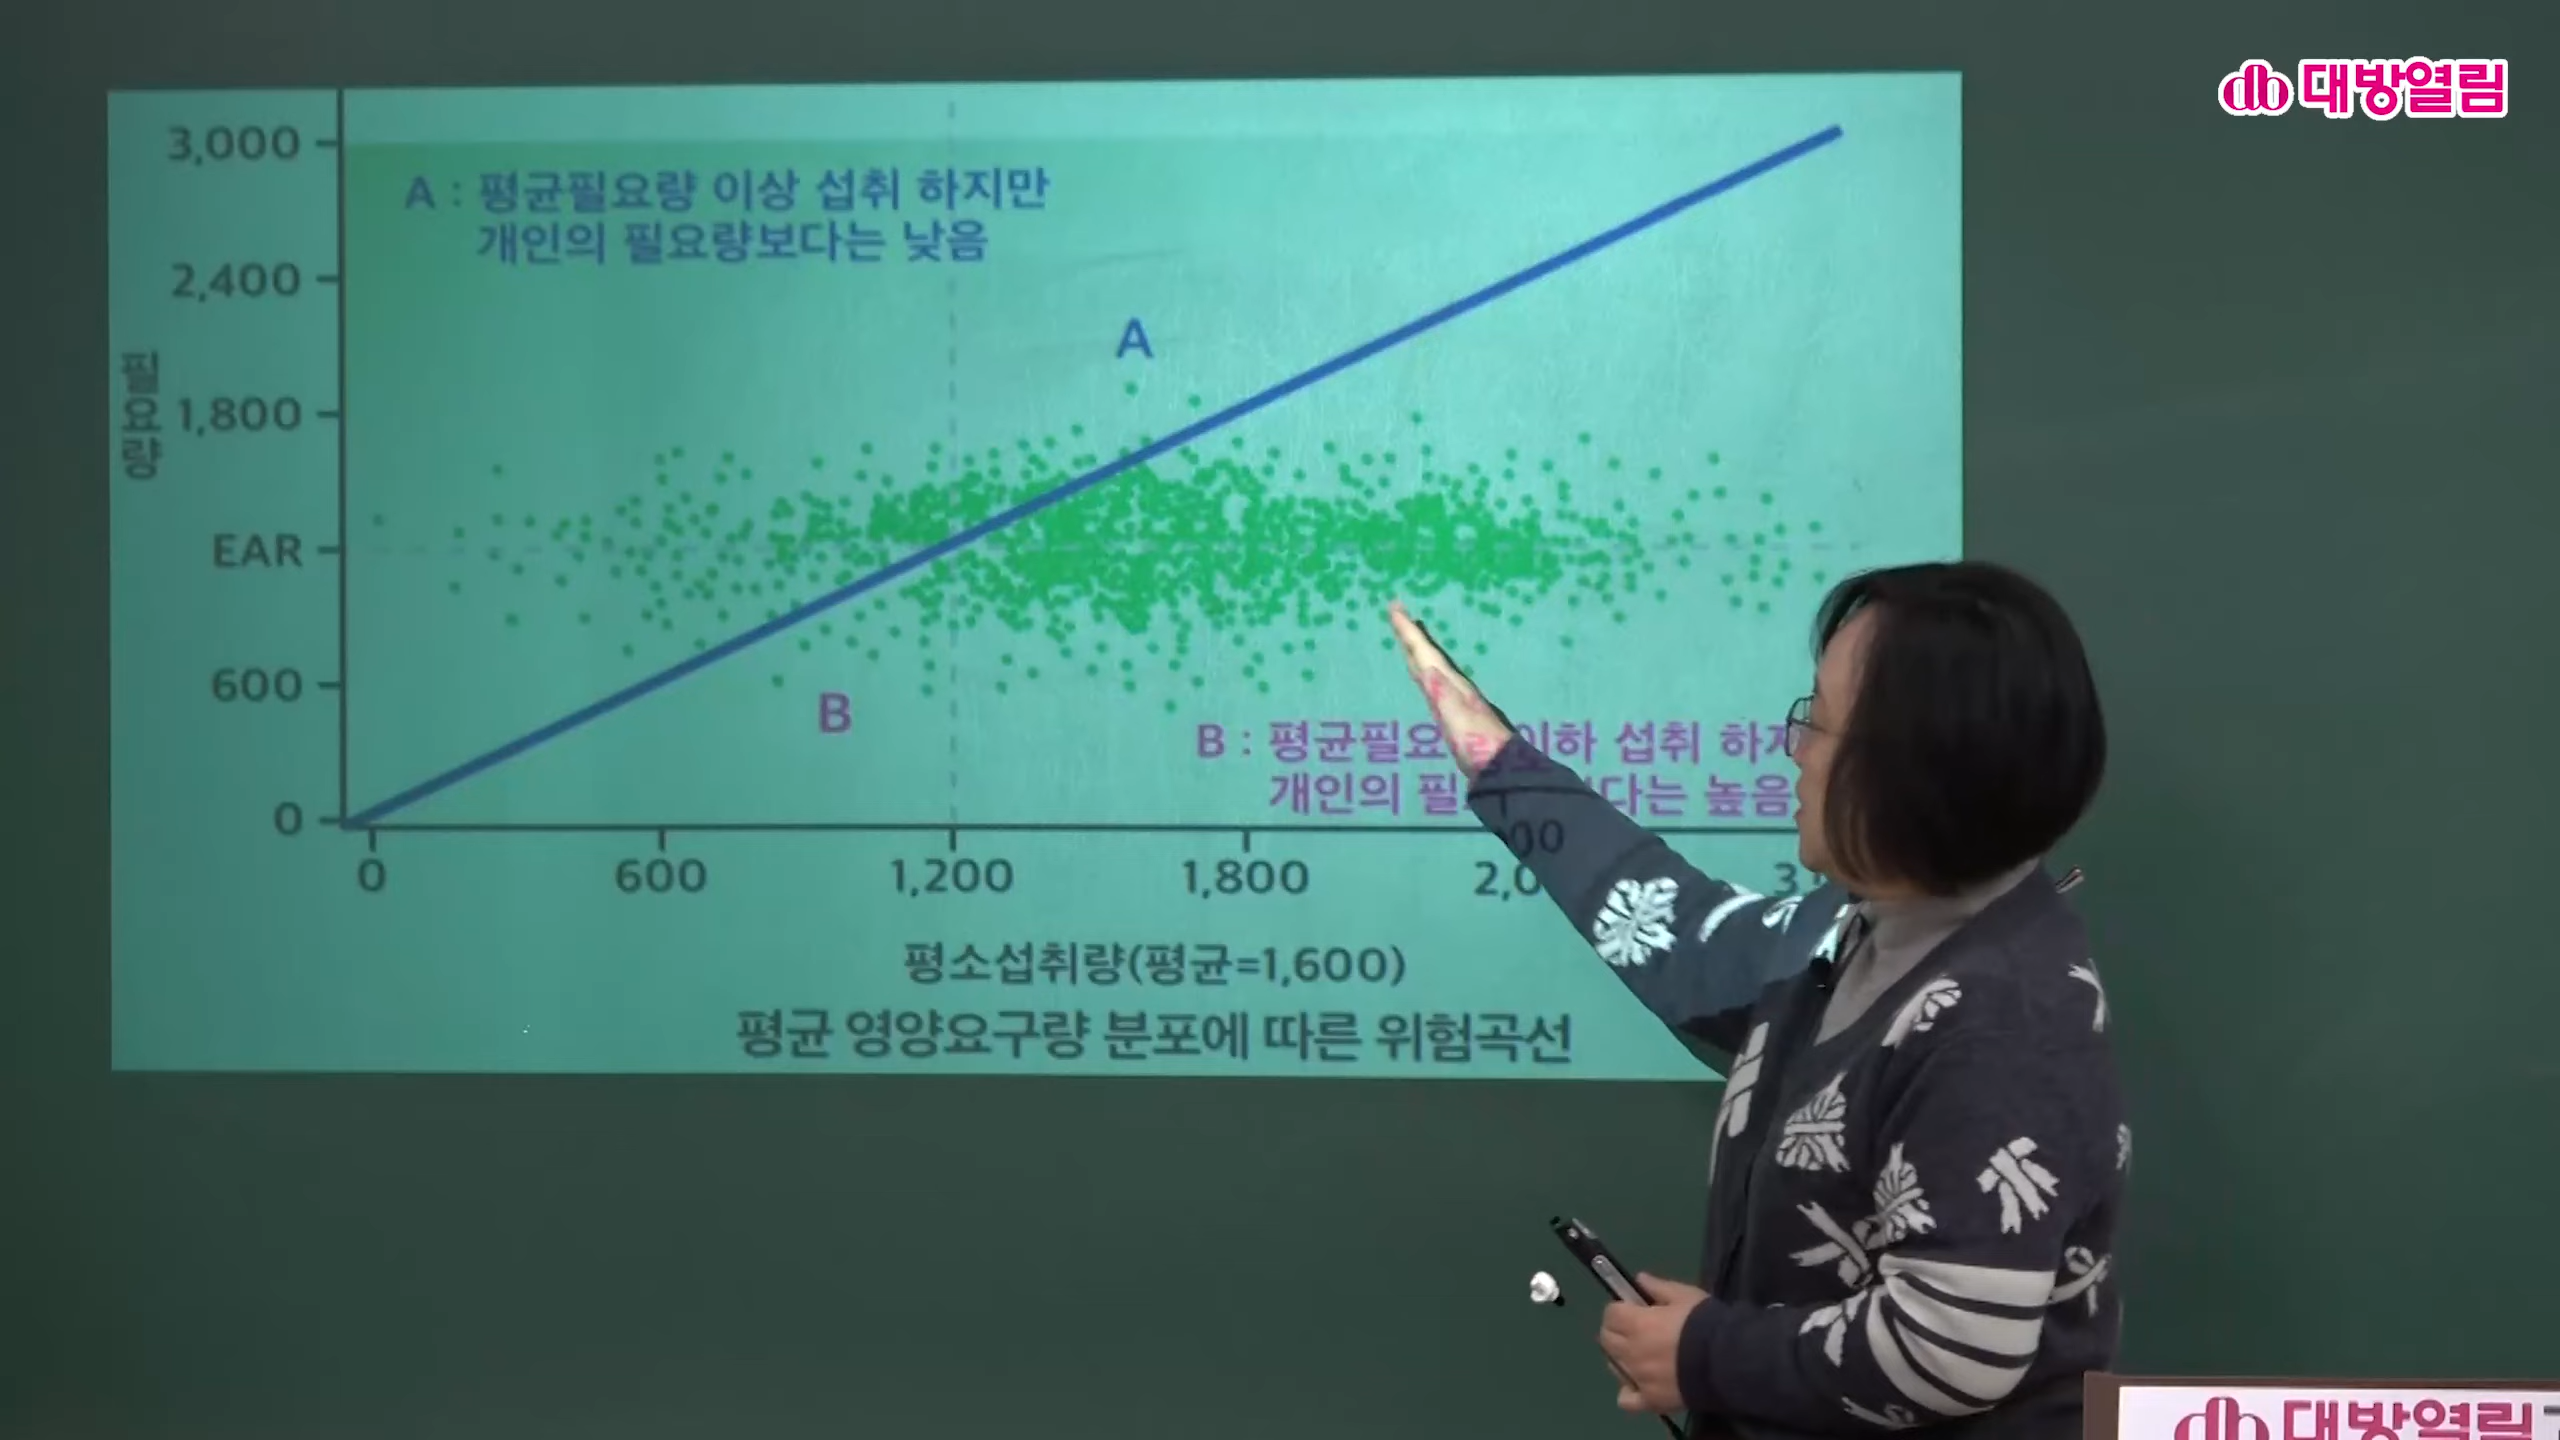 대방열림
3,000
A : 평균필요량 이상 섭취 하지만
개인의 필요량보다는 낮음
2,400
A
필요량
1,800
EAR
600
B
B : 평균필요 이하 섭취
개인의 다는 높음
0
0 600 1,200 1,800
평소섭취량(평균=1,600)
평균 영양요구량 분포에 따른 위험곡선
대방열림